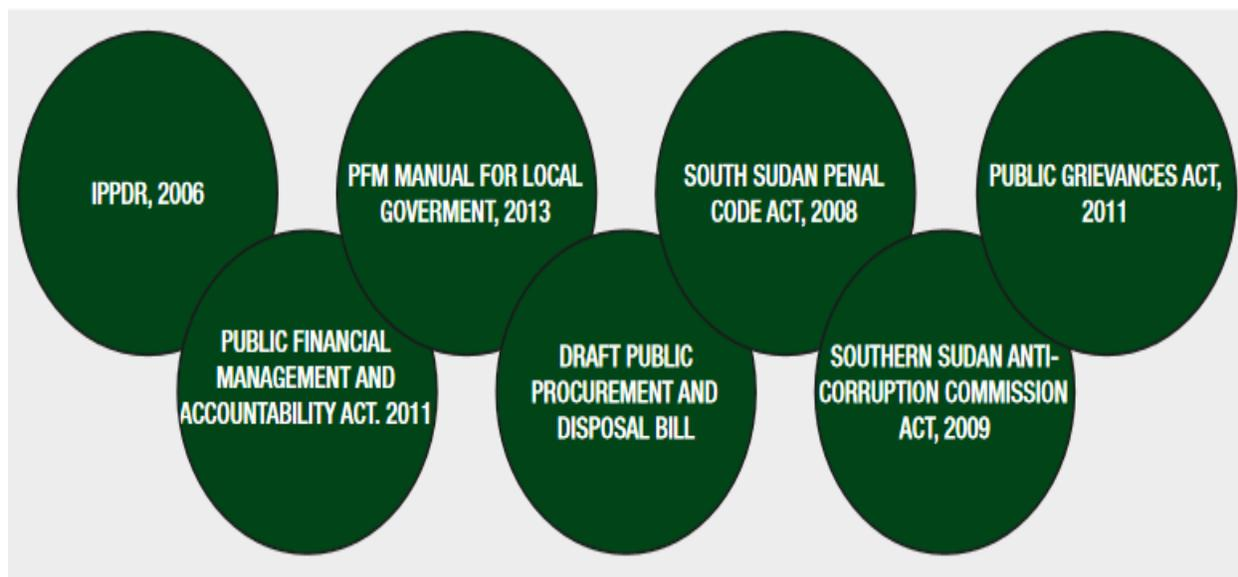 IPPDR, 2006
PUBLIC FINANCIAL
MANAGEMENT AND
ACCOUNTABILITY ACT. 2011
PFM MANUAL FOR LOCAL
GOVERMENT, 2013
DRAFT PUBLIC
PROCUREMENT AND
DISPOSAL BILL
SOUTH SUDAN PENAL
CODE ACT, 2008
SOUTHERN SUDAN ANTI-
CORRUPTION COMMISSION
ACT, 2009
PUBLIC GRIEVANCES ACT,
2011